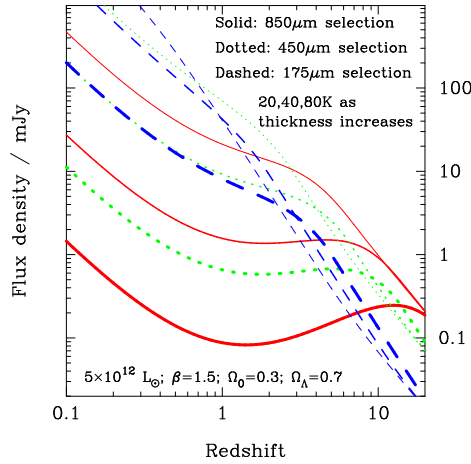 Solid: 850μm selection
Dotted: 450μm selection
Dashed: 175μm selection
20,40,80K as
thickness increases
100
10
1
0.1
Flux density / mJy
5×10¹² L☉; β=1.5; Ω₀=0.3; Ω_Λ=0.7
0.1
1
10
Redshift